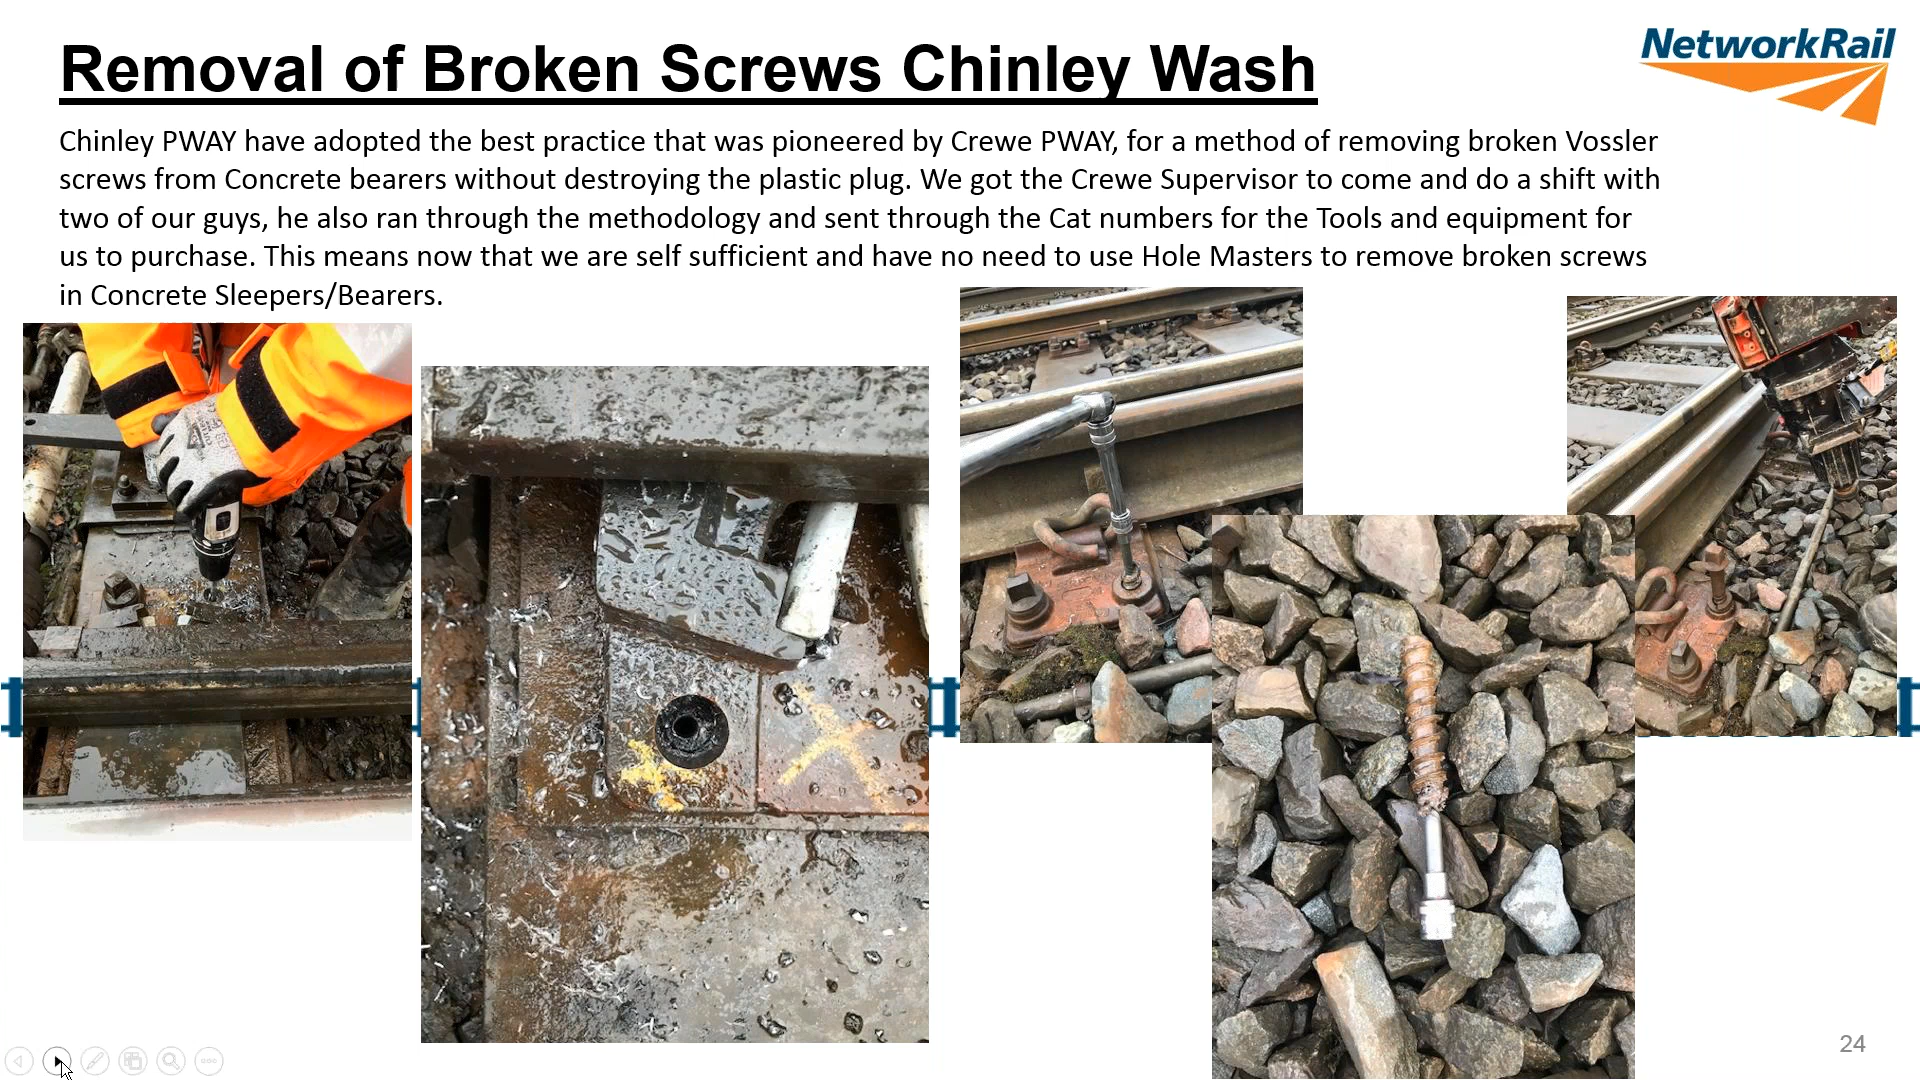 Removal of Broken Screws Chinley Wash
NetworkRail
Chinley PWAY have adopted the best practice that was pioneered by Crewe PWAY, for a method of removing broken Vossler
screws from Concrete bearers without destroying the plastic plug. We got the Crewe Supervisor to come and do a shift with
two of our guys, he also ran through the methodology and sent through the Cat numbers for the Tools and equipment for
us to purchase. This means now that we are self sufficient and have no need to use Hole Masters to remove broken screws
in Concrete Sleepers/Bearers.
24